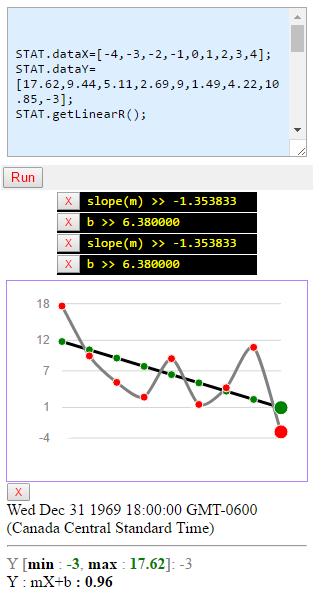 STAT.dataX=[-4,-3,-2,-1,0,1,2,3,4];
STAT.dataY=
[17.62,9.44,5.11,2.69,9,1.49,4.22,10
.85,-3];
STAT.getLinearR();
Run
X slope(m) >> -1.353833
X b >> 6.380000
X slope(m) >> -1.353833
X b >> 6.380000
18
12
7
1
-4
X
Wed Dec 31 1969 18:00:00 GMT-0600
(Canada Central Standard Time)
Y [min : -3, max : 17.62]: -3
Y : mX+b : 0.96